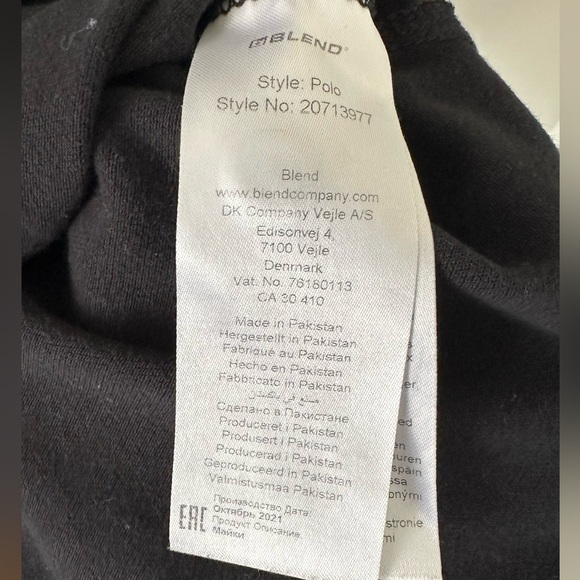 BLEND®
Style: Polo
Style No: 20713977
Blend
www.blendcompany.com
DK Company Vejle A/S
Edisonvej 4,
7100 Vejle
Denmark
Vat. No. 76180113
CA 30 410
Made in Pakistan
Hergestellt in Pakistan
Fabriqué au Pakistan
Hecho en Pakistan
Fabbricato in Pakistan
صنع في باكستان
Сделано в Пакистане
Produceret i Pakistan
Produsert i Pakistan
Producerad i Pakistan
Geproduceerd in Pakistan
Valmistusmaa Pakistan
EAC
Производство Дата:
Октябрь 2021
Продукт Описание:
Майки